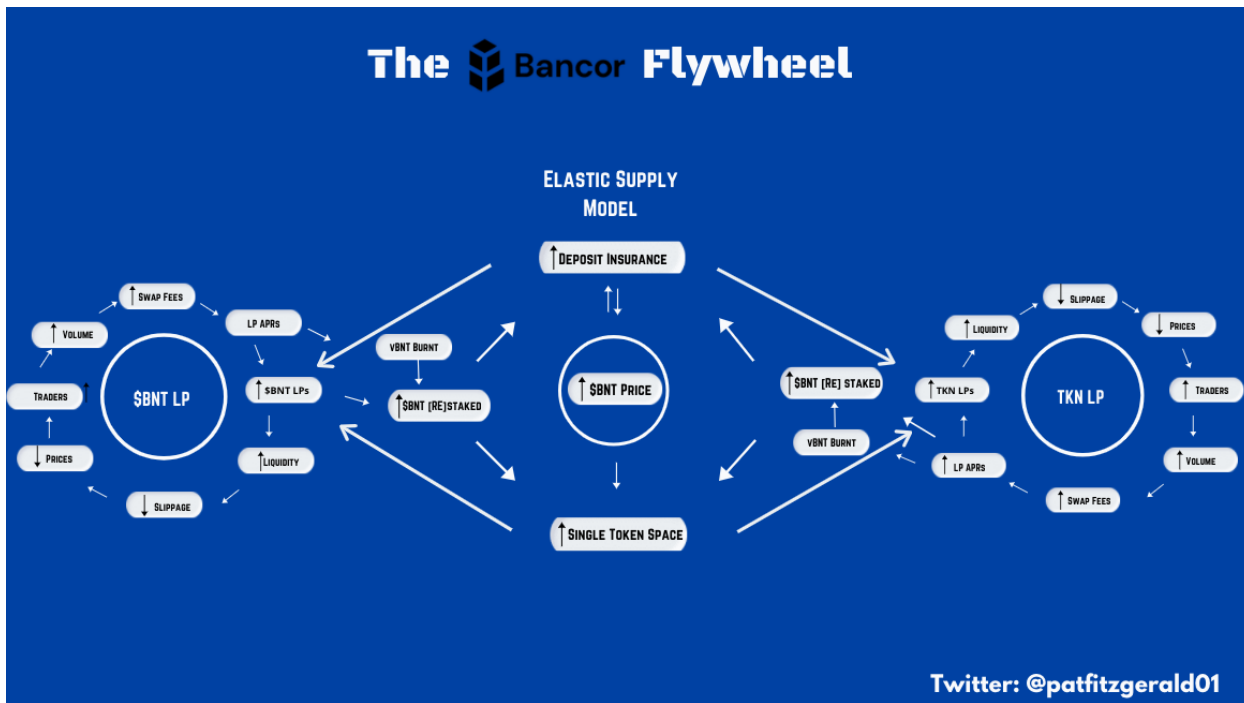 The Bancor Flywheel
Elastic Supply
Model
↑ Deposit Insurance
↑ $BNT Price
↑ Single Token Space
↑ Swap Fees
LP APRs
↑ $BNT LPs
↑ Liquidity
↓ Slippage
↓ Prices
Traders ↑
↑ Volume
$BNT LP
vBNT Burnt
↑ $BNT (Re)staked
↑ $BNT (Re) staked
vBNT Burnt
↓ Slippage
↓ Prices
↑ Traders
↑ Volume
↑ Swap Fees
↑ LP APRs
↑ TKN LPs
↑ Liquidity
TKN LP
Twitter: @patfitzgerald01